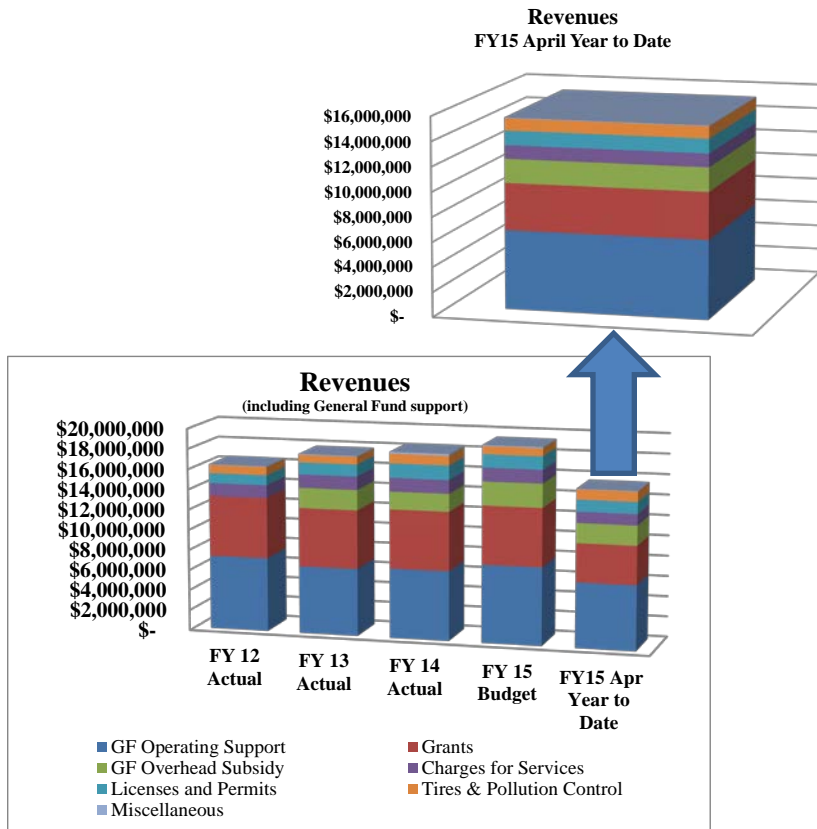 Revenues
FY15 April Year to Date
$16,000,000
$14,000,000
$12,000,000
$10,000,000
$8,000,000
$6,000,000
$4,000,000
$2,000,000
$-
Revenues
(including General Fund support)
$20,000,000
$18,000,000
$16,000,000
$14,000,000
$12,000,000
$10,000,000
$8,000,000
$6,000,000
$4,000,000
$2,000,000
$-
FY 12
Actual
FY 13
Actual
FY 14
Actual
FY 15
Budget
FY15 Apr
Year to
Date
GF Operating Support
Grants
GF Overhead Subsidy
Charges for Services
Licenses and Permits
Tires & Pollution Control
Miscellaneous